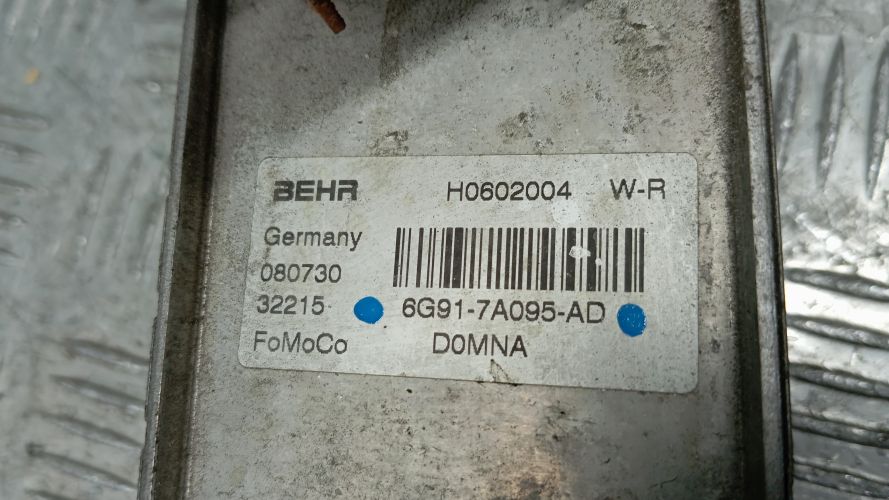 BEHR H0602004 W-R
Germany
080730
32215 6G91-7A095-AD
FoMoCo D0MNA